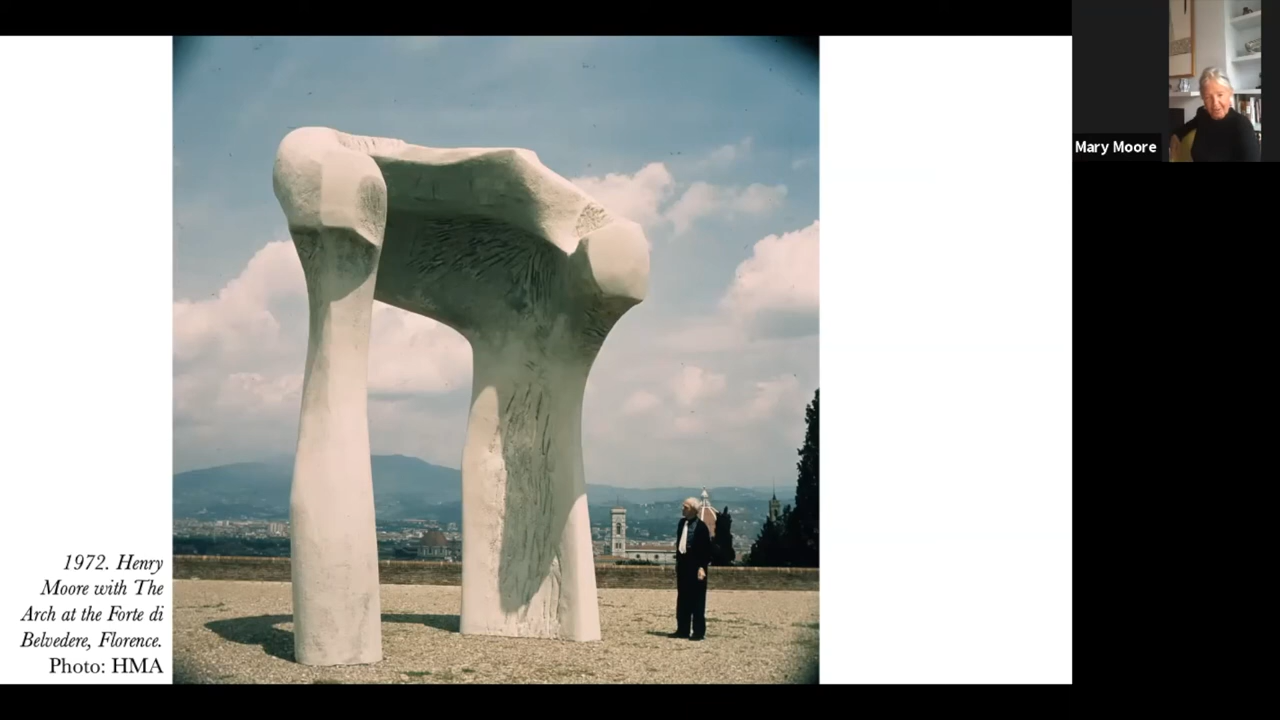 Mary Moore
1972. Henry
Moore with The
Arch at the Forte di
Belvedere, Florence.
Photo: HMA